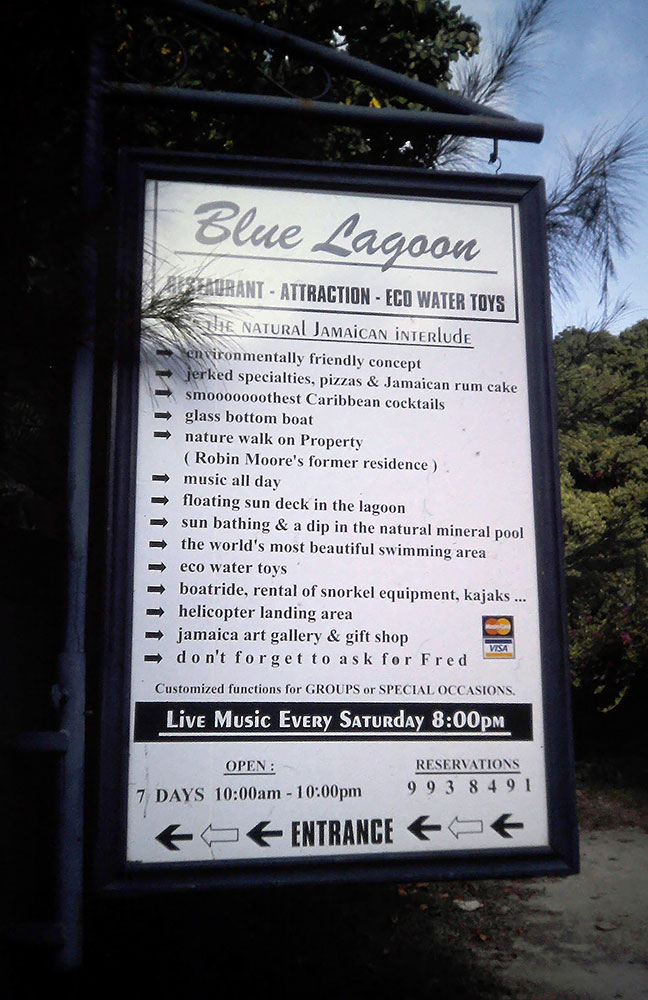 Blue Lagoon
RESTAURANT - ATTRACTION - ECO WATER TOYS
the natural Jamaican interlude
➡ environmentally friendly concept
➡ jerked specialties, pizzas & Jamaican rum cake
➡ smooooooothest Caribbean cocktails
➡ glass bottom boat
➡ nature walk on Property
( Robin Moore's former residence )
➡ music all day
➡ floating sun deck in the lagoon
➡ sun bathing & a dip in the natural mineral pool
➡ the world's most beautiful swimming area
➡ eco water toys
➡ boatride, rental of snorkel equipment, kajaks ...
➡ helicopter landing area
➡ jamaica art gallery & gift shop
➡ don't forget to ask for Fred
MasterCard
VISA
Customized functions for GROUPS or SPECIAL OCCASIONS.
Live Music Every Saturday 8:00pm
OPEN :
7 DAYS 10:00am - 10:00pm
RESERVATIONS
9 9 3 8 4 9 1
ENTRANCE